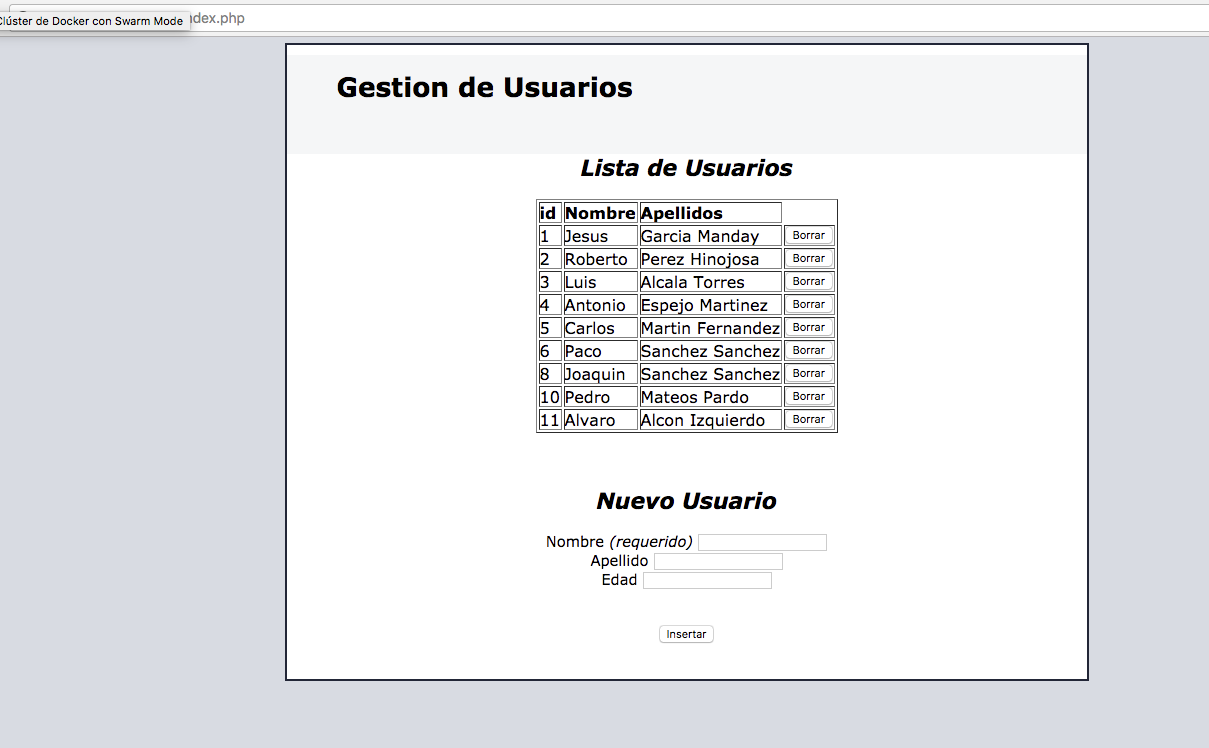 Clúster de Docker con Swarm Mode
dex.php
Gestion de Usuarios
Lista de Usuarios
id Nombre Apellidos
1 Jesus Garcia Manday Borrar
2 Roberto Perez Hinojosa Borrar
3 Luis Alcala Torres Borrar
4 Antonio Espejo Martinez Borrar
5 Carlos Martin Fernandez Borrar
6 Paco Sanchez Sanchez Borrar
8 Joaquin Sanchez Sanchez Borrar
10 Pedro Mateos Pardo Borrar
11 Alvaro Alcon Izquierdo Borrar
Nuevo Usuario
Nombre (requerido)
Apellido
Edad
Insertar